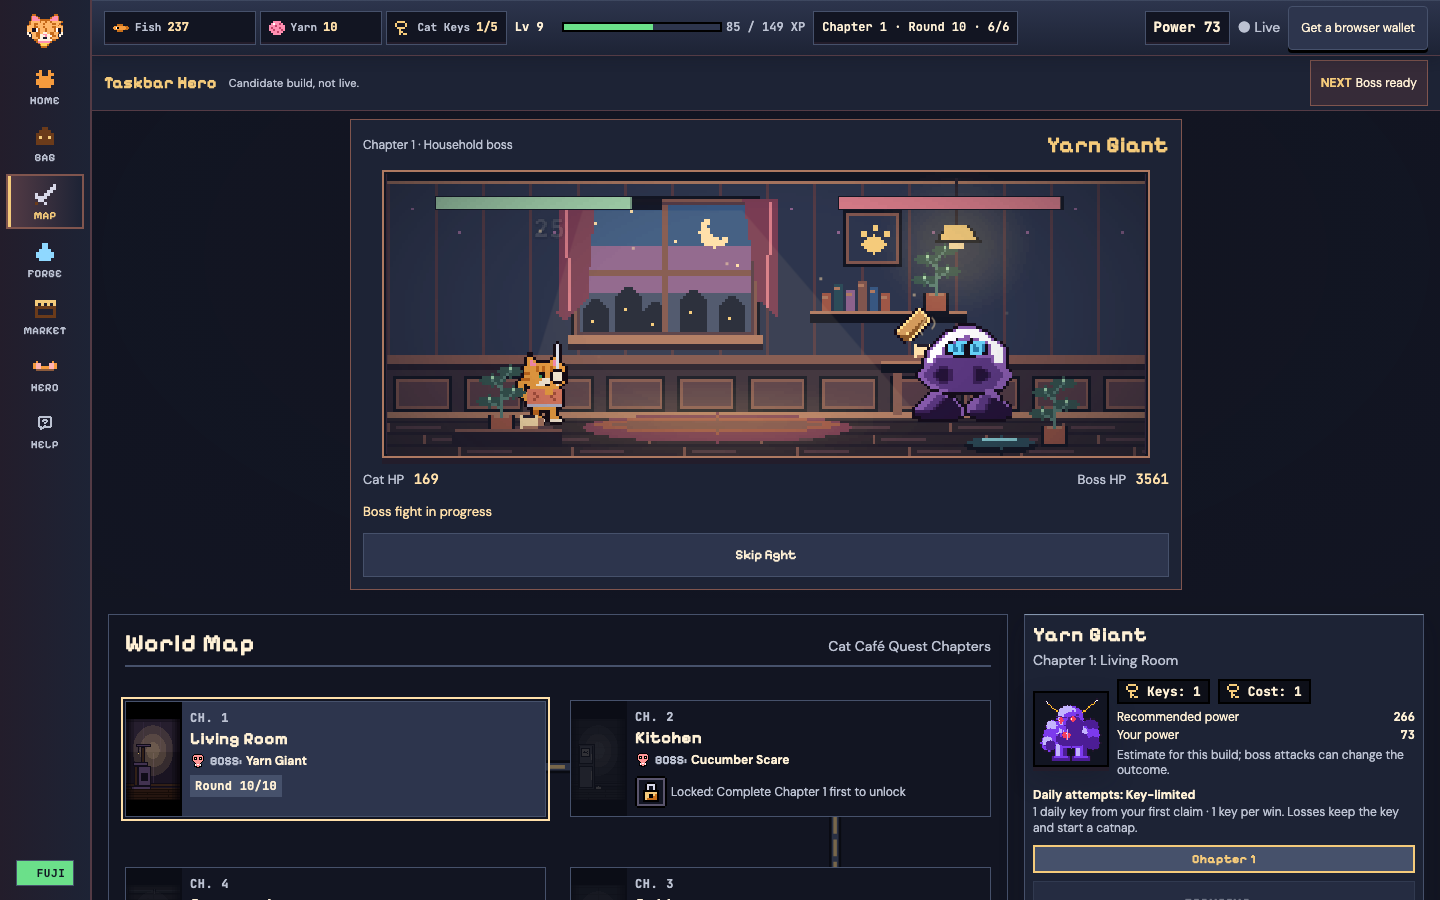 Fish 237
Yarn 10
Cat Keys 1/5
Lv 9
85 / 149 XP
Chapter 1 · Round 10 · 6/6
Power 73
Live
Get a browser wallet
HOME
BAG
MAP
FORGE
MARKET
HERO
HELP
FUJI
Taskbar Hero
Candidate build, not live.
NEXT Boss ready
Chapter 1 · Household boss
Yarn Giant
25
Cat HP 169
Boss HP 3561
Boss fight in progress
Skip fight
World Map
Cat Café Quest Chapters
CH. 1
Living Room
BOSS: Yarn Giant
Round 10/10
CH. 2
Kitchen
BOSS: Cucumber Scare
Locked: Complete Chapter 1 first to unlock
CH. 4
CH. 3
Yarn Giant
Chapter 1: Living Room
Keys: 1
Cost: 1
Recommended power 266
Your power 73
Estimate for this build; boss attacks can change the
outcome.
Daily attempts: Key-limited
1 daily key from your first claim · 1 key per win. Losses keep the key
and start a catnap.
Chapter 1